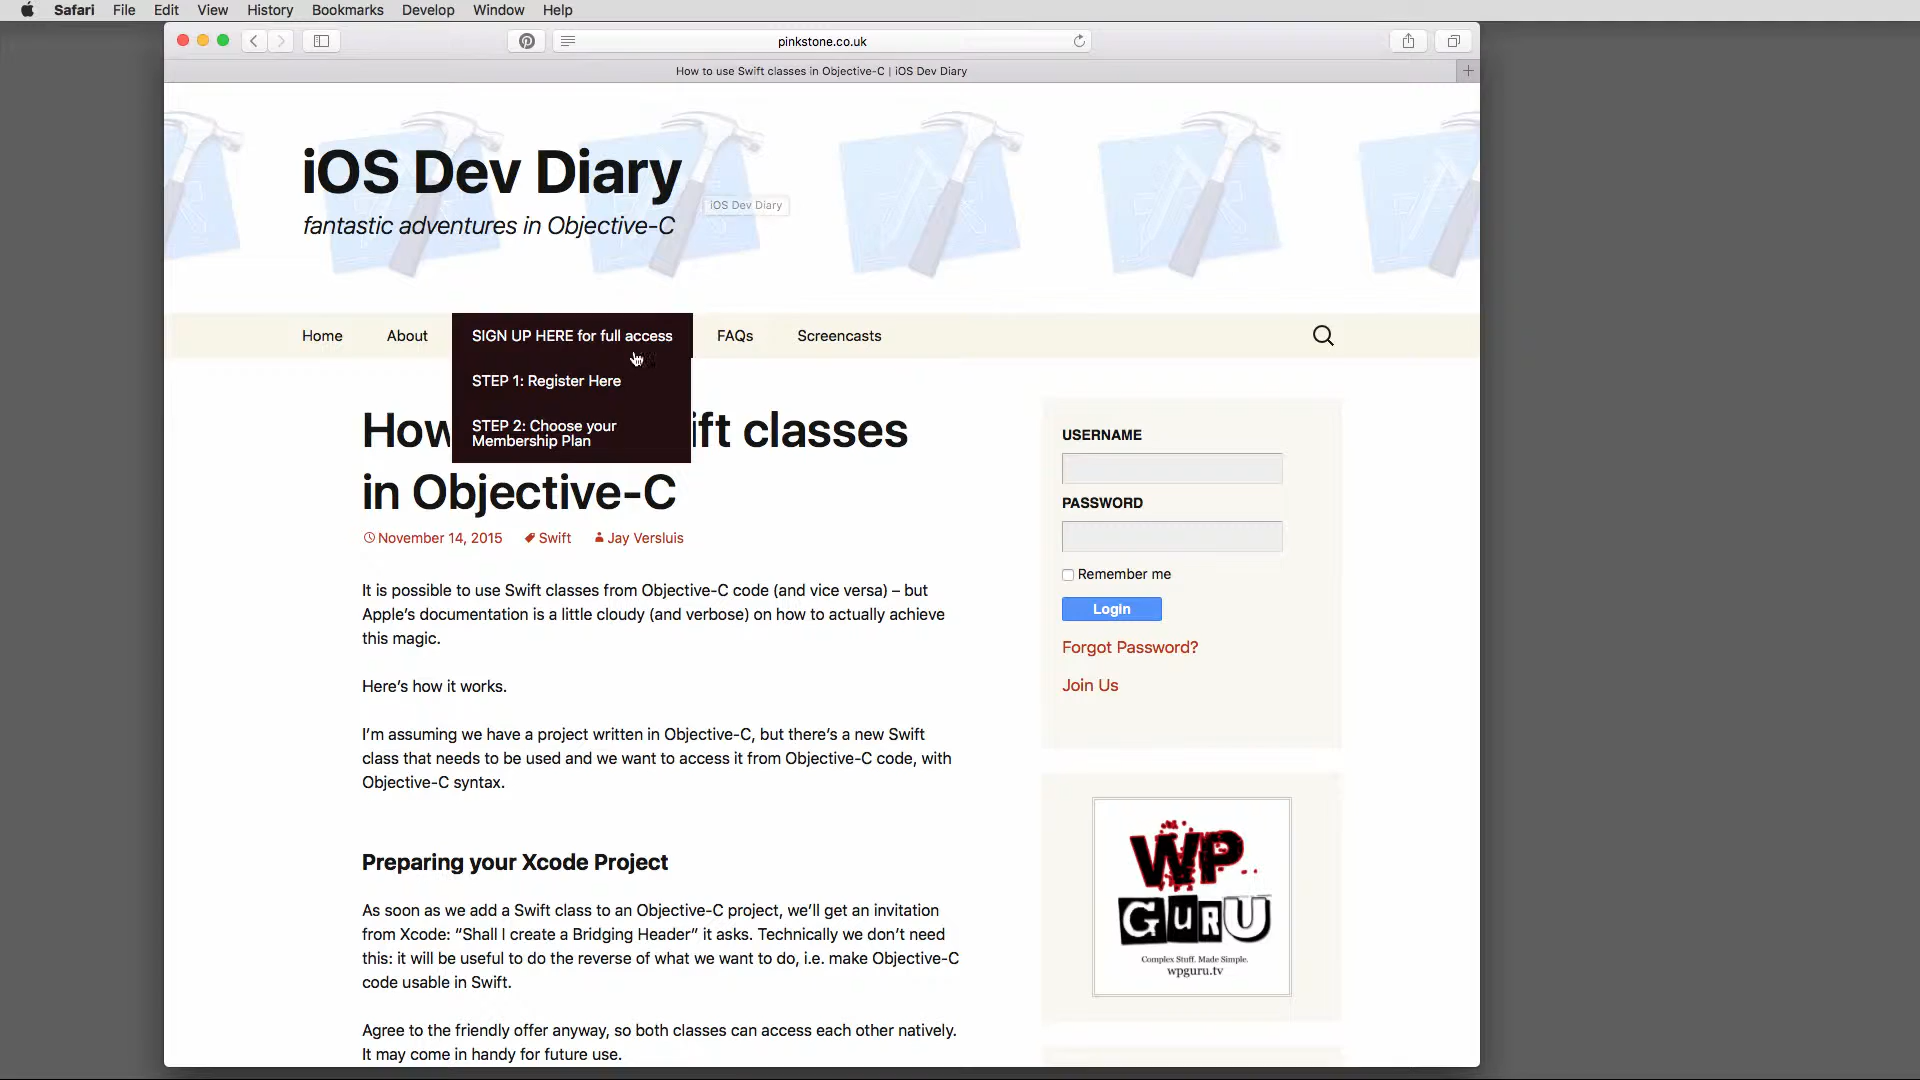 Safari File Edit View History Bookmarks Develop Window Help
pinkstone.co.uk
How to use Swift classes in Objective-C | iOS Dev Diary
iOS Dev Diary
fantastic adventures in Objective-C
iOS Dev Diary
Home About SIGN UP HERE for full access FAQs Screencasts
STEP 1: Register Here
STEP 2: Choose your
Membership Plan
How ift classes
in Objective-C
November 14, 2015 Swift Jay Versluis
It is possible to use Swift classes from Objective-C code (and vice versa) – but
Apple’s documentation is a little cloudy (and verbose) on how to actually achieve
this magic.
Here’s how it works.
I’m assuming we have a project written in Objective-C, but there’s a new Swift
class that needs to be used and we want to access it from Objective-C code, with
Objective-C syntax.
Preparing your Xcode Project
As soon as we add a Swift class to an Objective-C project, we’ll get an invitation
from Xcode: “Shall I create a Bridging Header” it asks. Technically we don’t need
this: it will be useful to do the reverse of what we want to do, i.e. make Objective-C
code usable in Swift.
Agree to the friendly offer anyway, so both classes can access each other natively.
It may come in handy for future use.
USERNAME
PASSWORD
Remember me
Login
Forgot Password?
Join Us
WP
GURU
Complex Stuff. Made Simple.
wpguru.tv